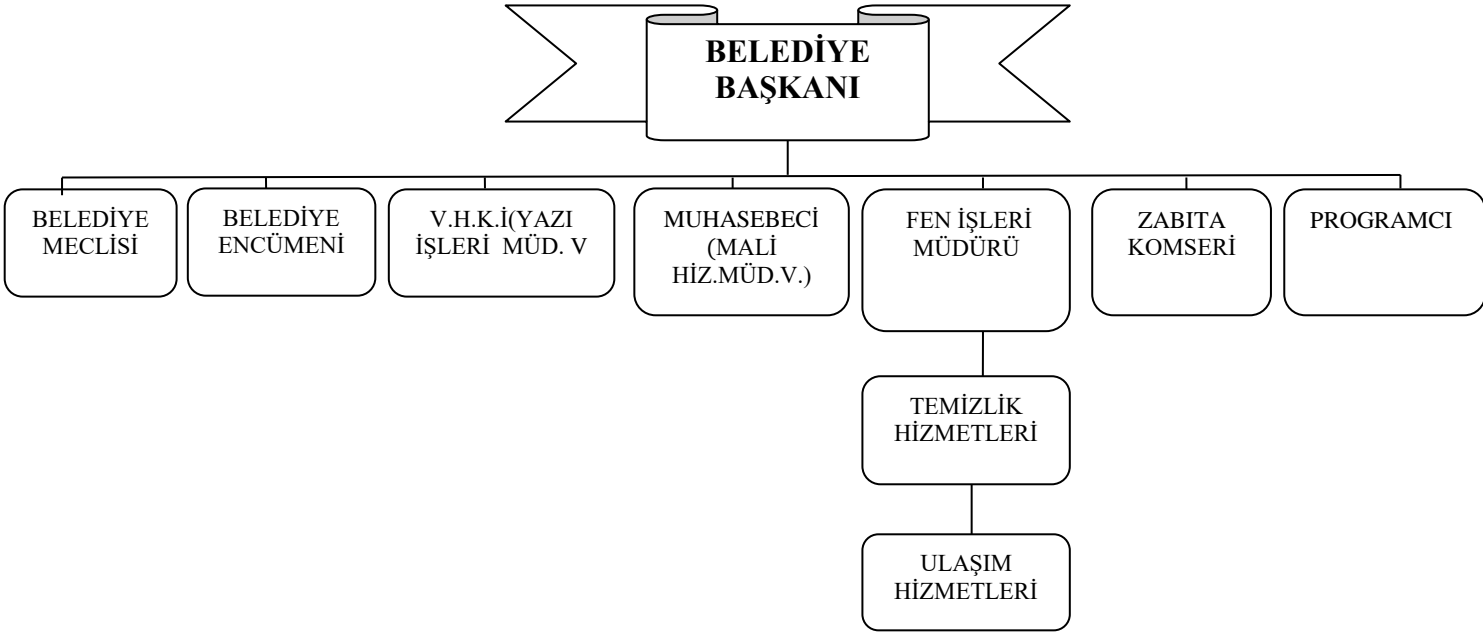 BELEDİYE
BAŞKANI
BELEDİYE
MECLİSİ
BELEDİYE
ENCÜMENİ
V.H.K.İ(YAZI
İŞLERİ MÜD. V
MUHASEBECİ
(MALİ
HİZ.MÜD.V.)
FEN İŞLERİ
MÜDÜRÜ
ZABITA
KOMSERİ
PROGRAMCI
TEMİZLİK
HİZMETLERİ
ULAŞIM
HİZMETLERİ